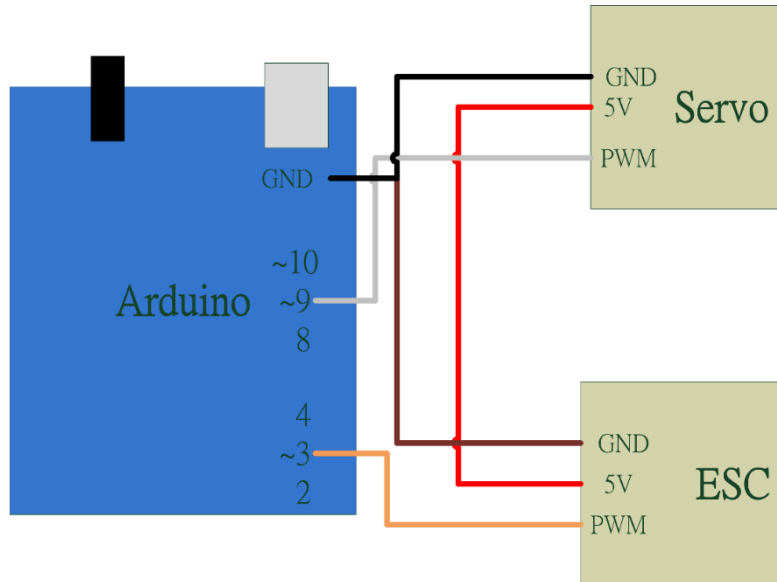 GND
~10
Arduino
~9
8
4
~3
2
GND
5V
Servo
PWM
GND
5V
ESC
PWM